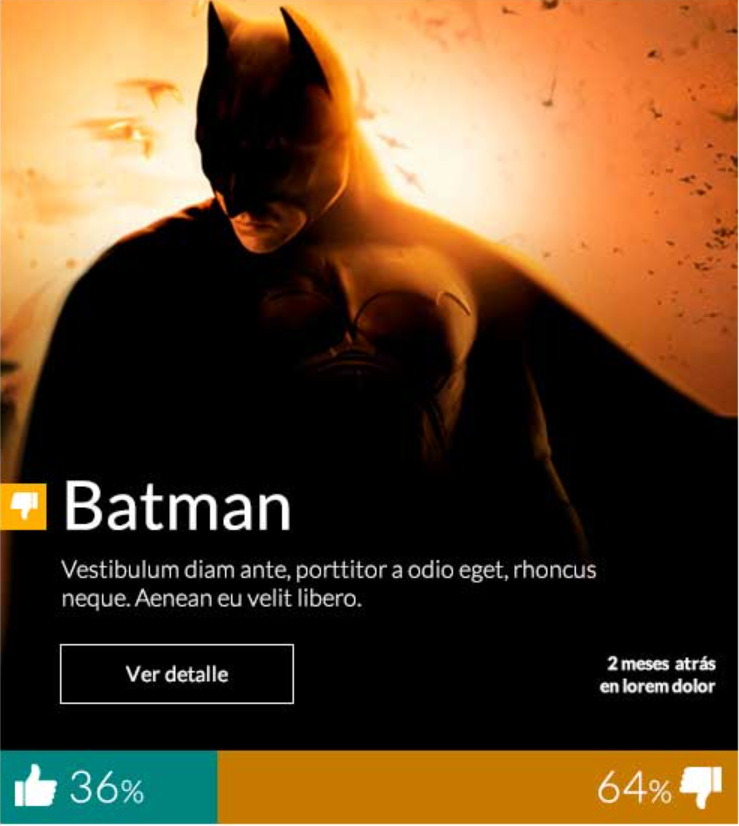 Batman
Vestibulum diam ante, porttitor a odio eget, rhoncus
neque. Aenean eu velit libero.
Ver detalle
2 meses atrás
en lorem dolor
36%
64%